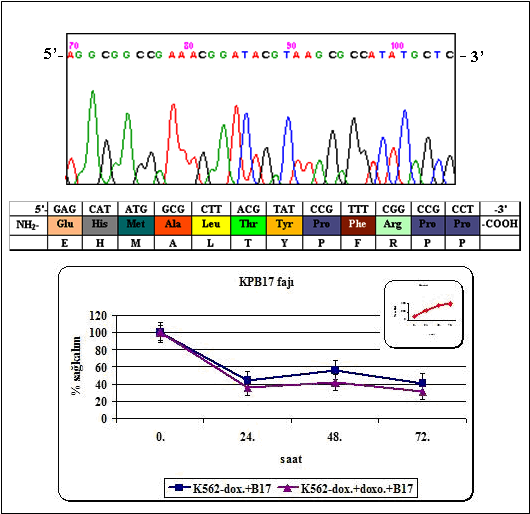 70 80 90 100
5'- AGGCGGCCGAAACGGATACGTAAGCGCCATATGCTC -3'
5'- GAG CAT ATG GCG CTT ACG TAT CCG TTT CGG CCG CCT -3'
NH2- Glu His Met Ala Leu Thr Tyr Pro Phe Arg Pro Pro -COOH
E H M A L T Y P F R P P
KPB17 fajı
% sağkalım
120
100
80
60
40
20
0
0. 24. 48. 72.
saat
K562-dox.+B17 K562-dox.+doxo.+B17